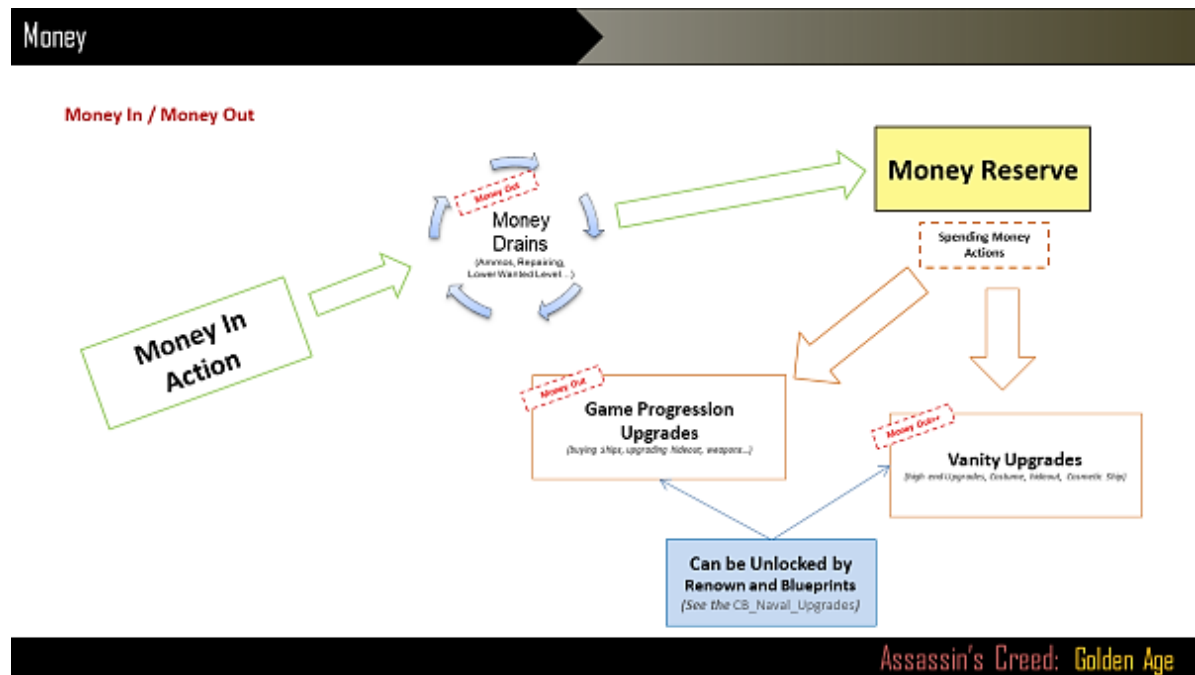 Money
Money In / Money Out
Money In
Action
Money Out
Money
Drains
(Ammos, Repairing,
Lower Wanted Level...)
Money Reserve
Spending Money
Actions
Money Out
Game Progression
Upgrades
(buying ships, upgrading hideout, weapons...)
Money Out++
Vanity Upgrades
(high end Upgrades, Costume, hideout, Cosmetic Ship)
Can be Unlocked by
Renown and Blueprints
(See the CB_Naval_Upgrades)
Assassin's Creed: Golden Age